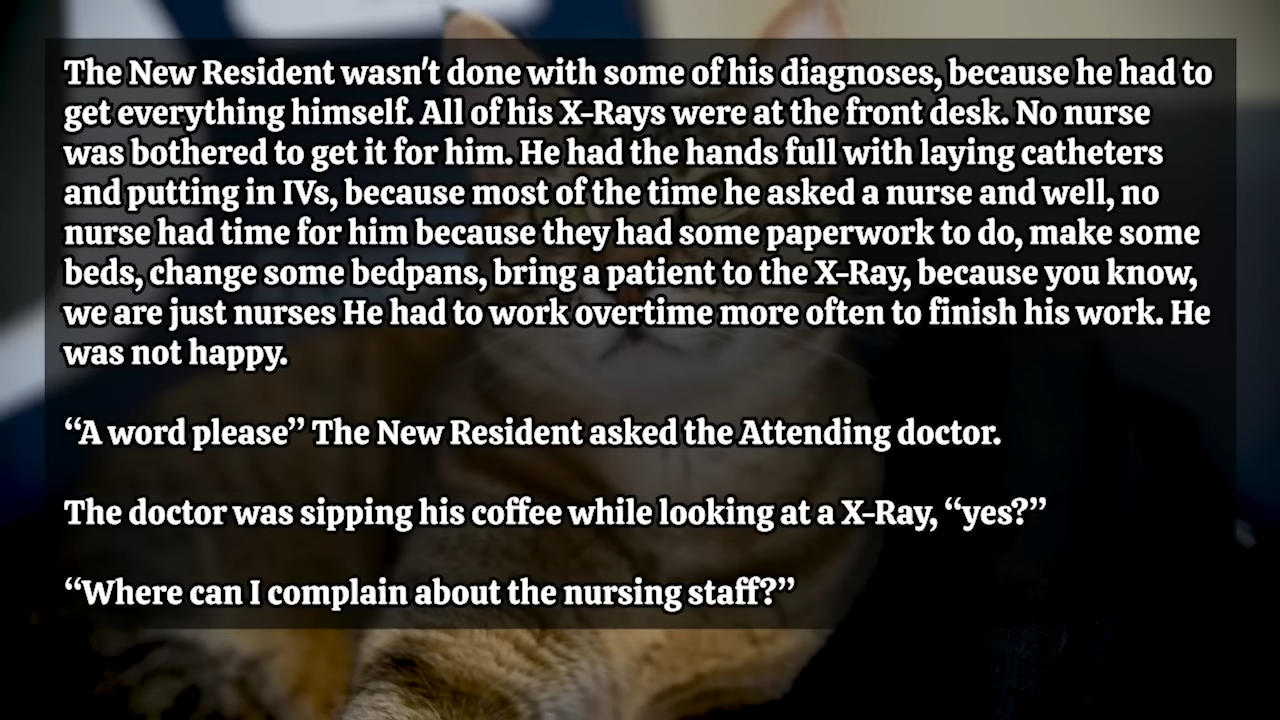 The New Resident wasn't done with some of his diagnoses, because he had to
get everything himself. All of his X-Rays were at the front desk. No nurse
was bothered to get it for him. He had the hands full with laying catheters
and putting in IVs, because most of the time he asked a nurse and well, no
nurse had time for him because they had some paperwork to do, make some
beds, change some bedpans, bring a patient to the X-Ray, because you know,
we are just nurses He had to work overtime more often to finish his work. He
was not happy.
“A word please” The New Resident asked the Attending doctor.
The doctor was sipping his coffee while looking at a X-Ray, “yes?”
“Where can I complain about the nursing staff?”